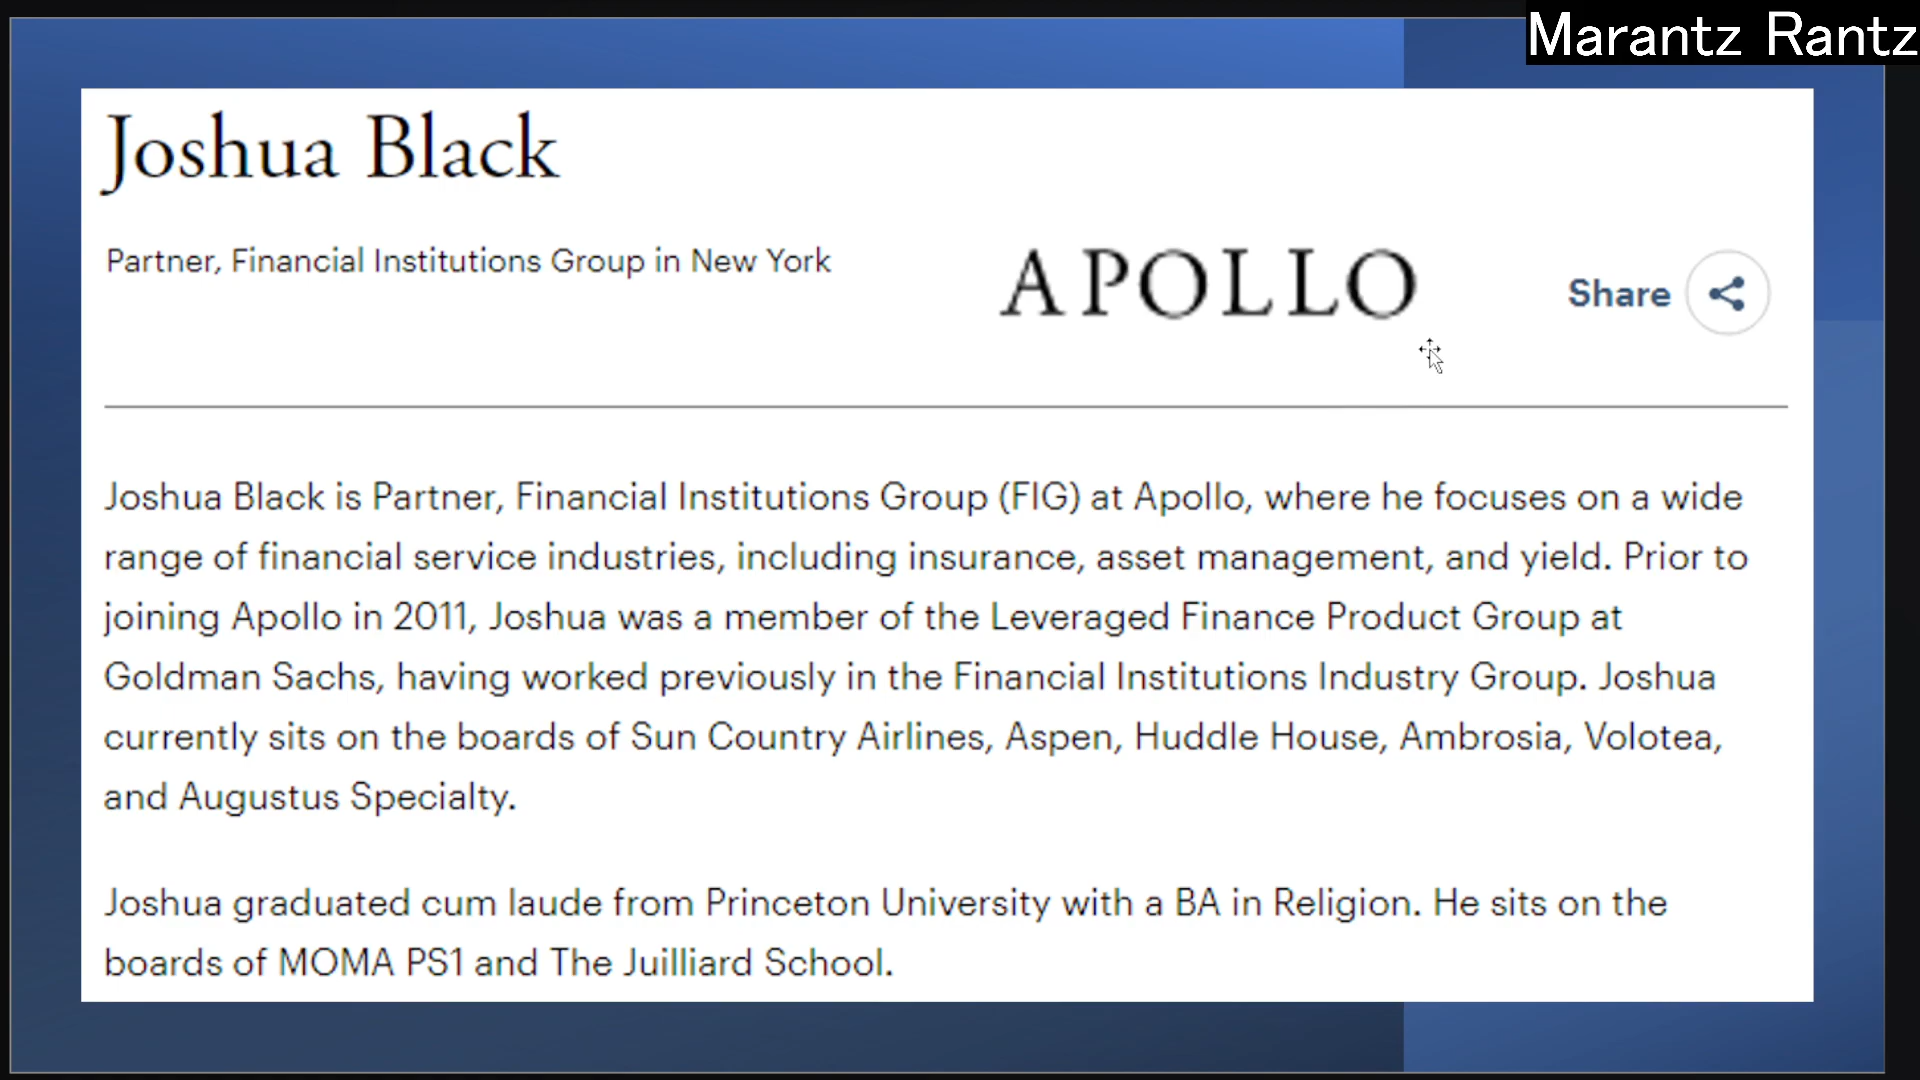 Marantz Rantz
Joshua Black
Partner, Financial Institutions Group in New York
APOLLO
Share
Joshua Black is Partner, Financial Institutions Group (FIG) at Apollo, where he focuses on a wide
range of financial service industries, including insurance, asset management, and yield. Prior to
joining Apollo in 2011, Joshua was a member of the Leveraged Finance Product Group at
Goldman Sachs, having worked previously in the Financial Institutions Industry Group. Joshua
currently sits on the boards of Sun Country Airlines, Aspen, Huddle House, Ambrosia, Volotea,
and Augustus Specialty.
Joshua graduated cum laude from Princeton University with a BA in Religion. He sits on the
boards of MOMA PS1 and The Juilliard School.